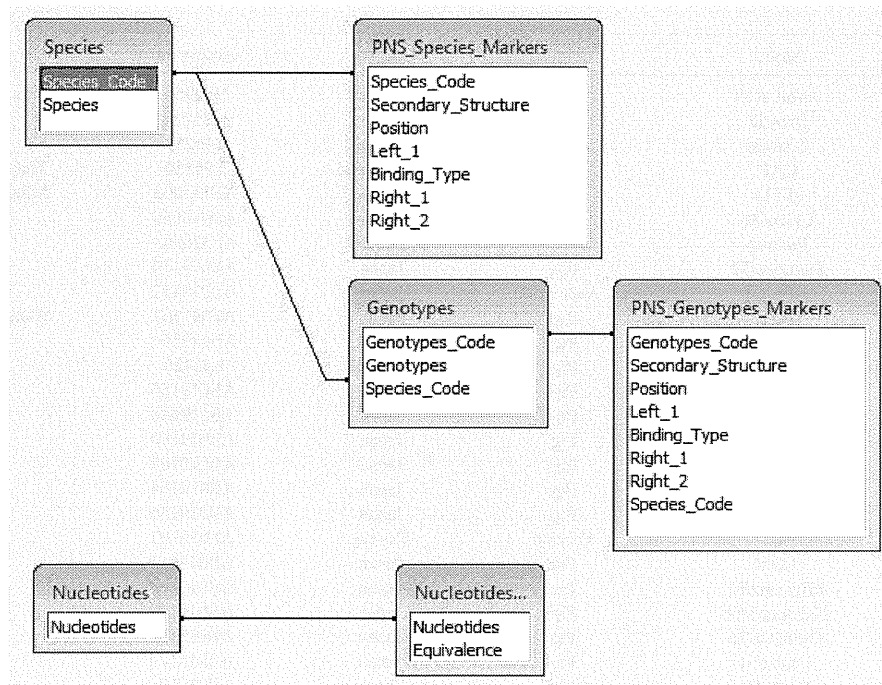 Species
Species_Code
Species
PNS_Species_Markers
Species_Code
Secondary_Structure
Position
Left_1
Binding_Type
Right_1
Right_2
Genotypes
Genotypes_Code
Genotypes
Species_Code
PNS_Genotypes_Markers
Genotypes_Code
Secondary_Structure
Position
Left_1
Binding_Type
Right_1
Right_2
Species_Code
Nucleotides
Nucleotides
Nucleotides...
Nucleotides
Equivalence